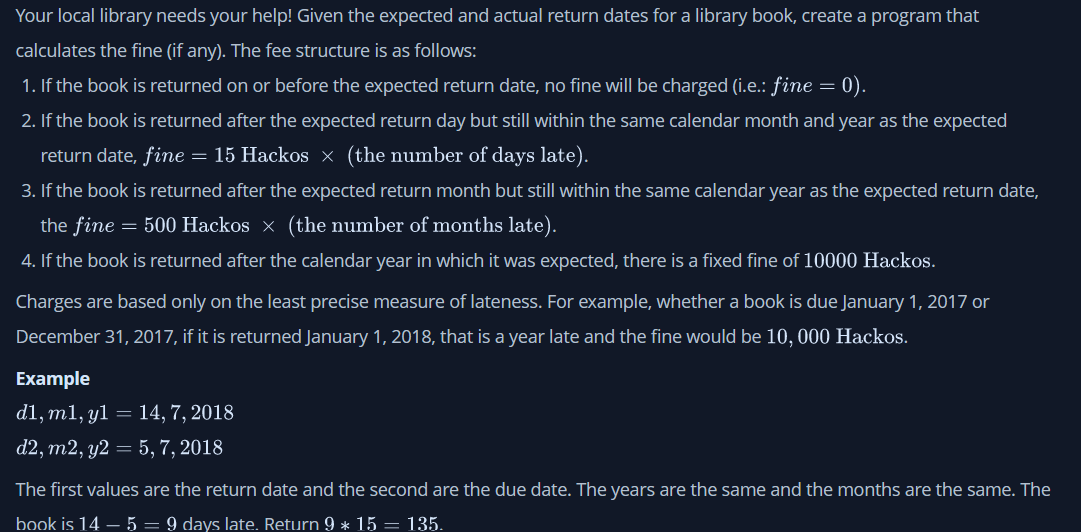 Your local library needs your help! Given the expected and actual return dates for a library book, create a program that
calculates the fine (if any). The fee structure is as follows:
1. If the book is returned on or before the expected return date, no fine will be charged (i.e.: fine = 0).
2. If the book is returned after the expected return day but still within the same calendar month and year as the expected
return date, fine = 15 Hackos × (the number of days late).
3. If the book is returned after the expected return month but still within the same calendar year as the expected return date,
the fine = 500 Hackos × (the number of months late).
4. If the book is returned after the calendar year in which it was expected, there is a fixed fine of 10000 Hackos.
Charges are based only on the least precise measure of lateness. For example, whether a book is due January 1, 2017 or
December 31, 2017, if it is returned January 1, 2018, that is a year late and the fine would be 10, 000 Hackos.
Example
d1, m1, y1 = 14, 7, 2018
d2, m2, y2 = 5, 7, 2018
The first values are the return date and the second are the due date. The years are the same and the months are the same. The
book is 14 − 5 = 9 days late. Return 9 * 15 = 135.